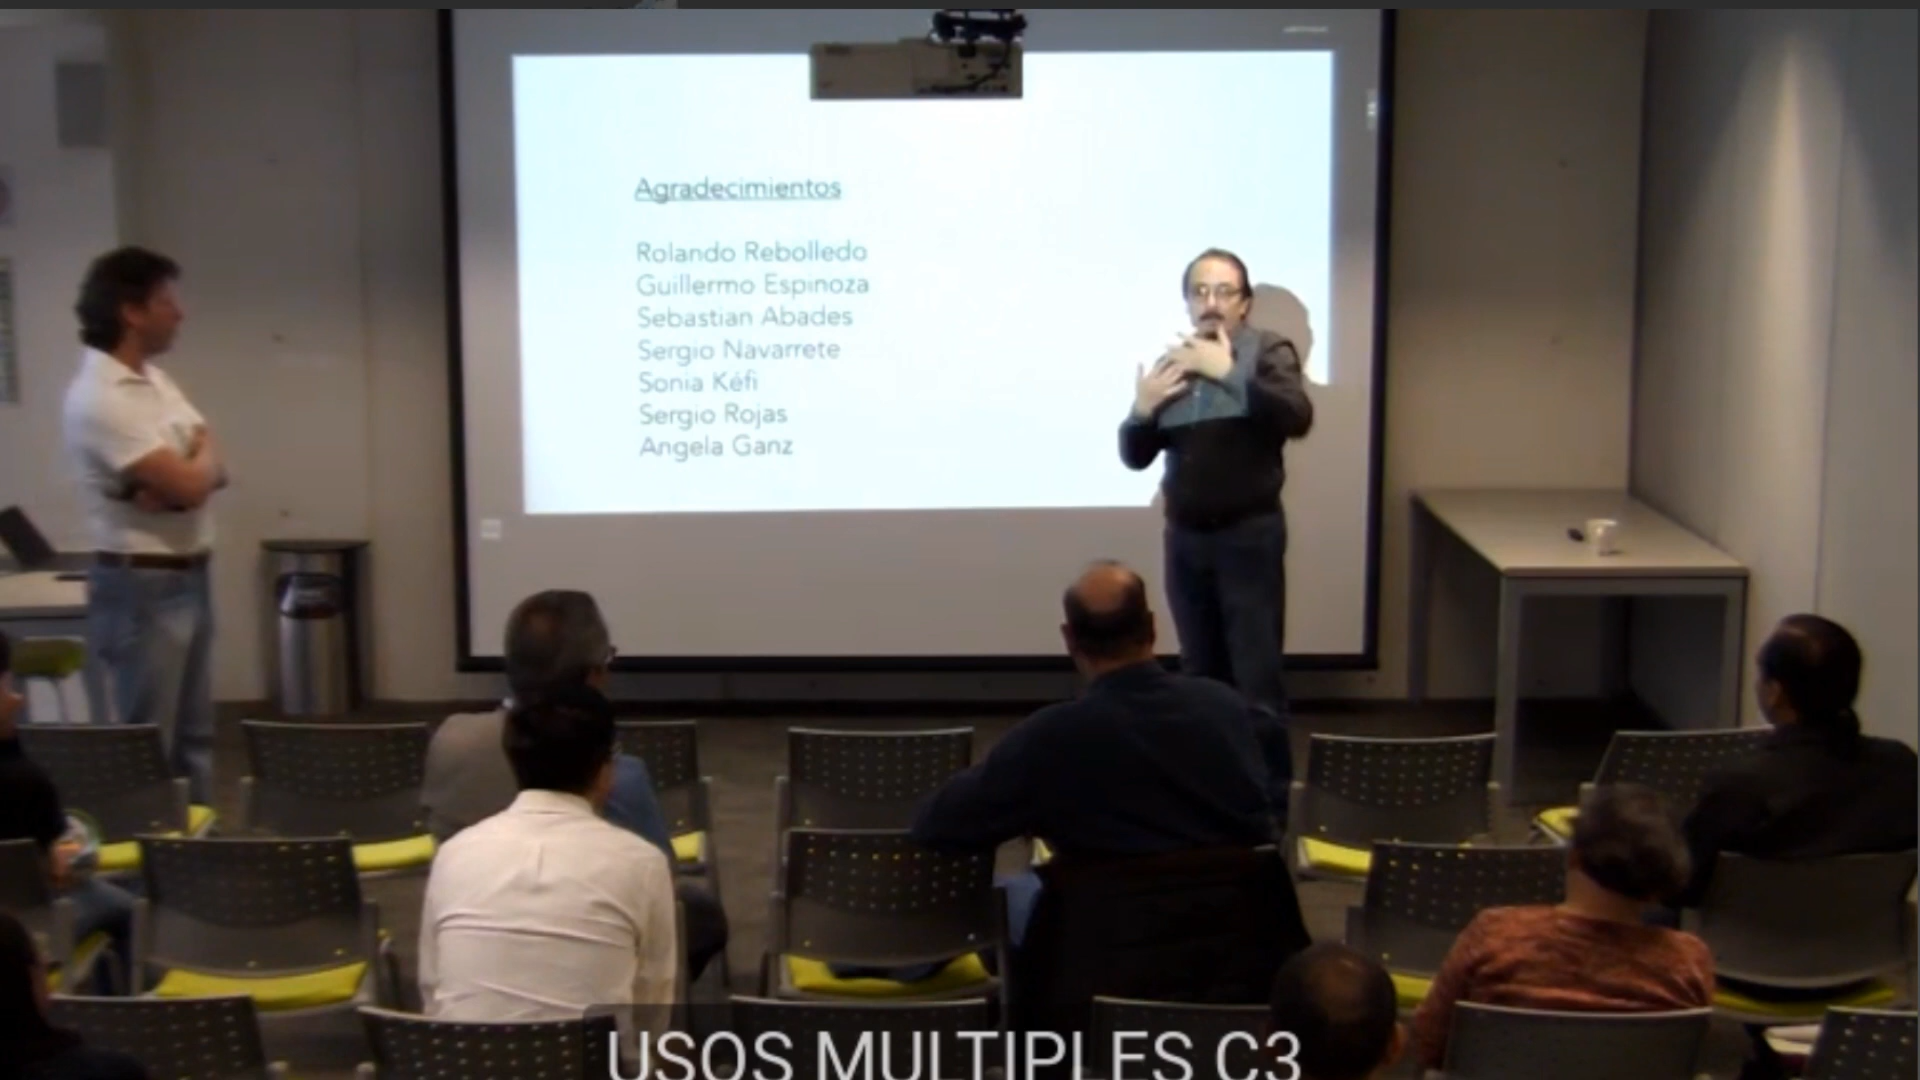 Agradecimientos
Rolando Rebolledo
Guillermo Espinoza
Sebastian Abades
Sergio Navarrete
Sonia Kéfi
Sergio Rojas
Angela Ganz
USOS MULTIPLES C3